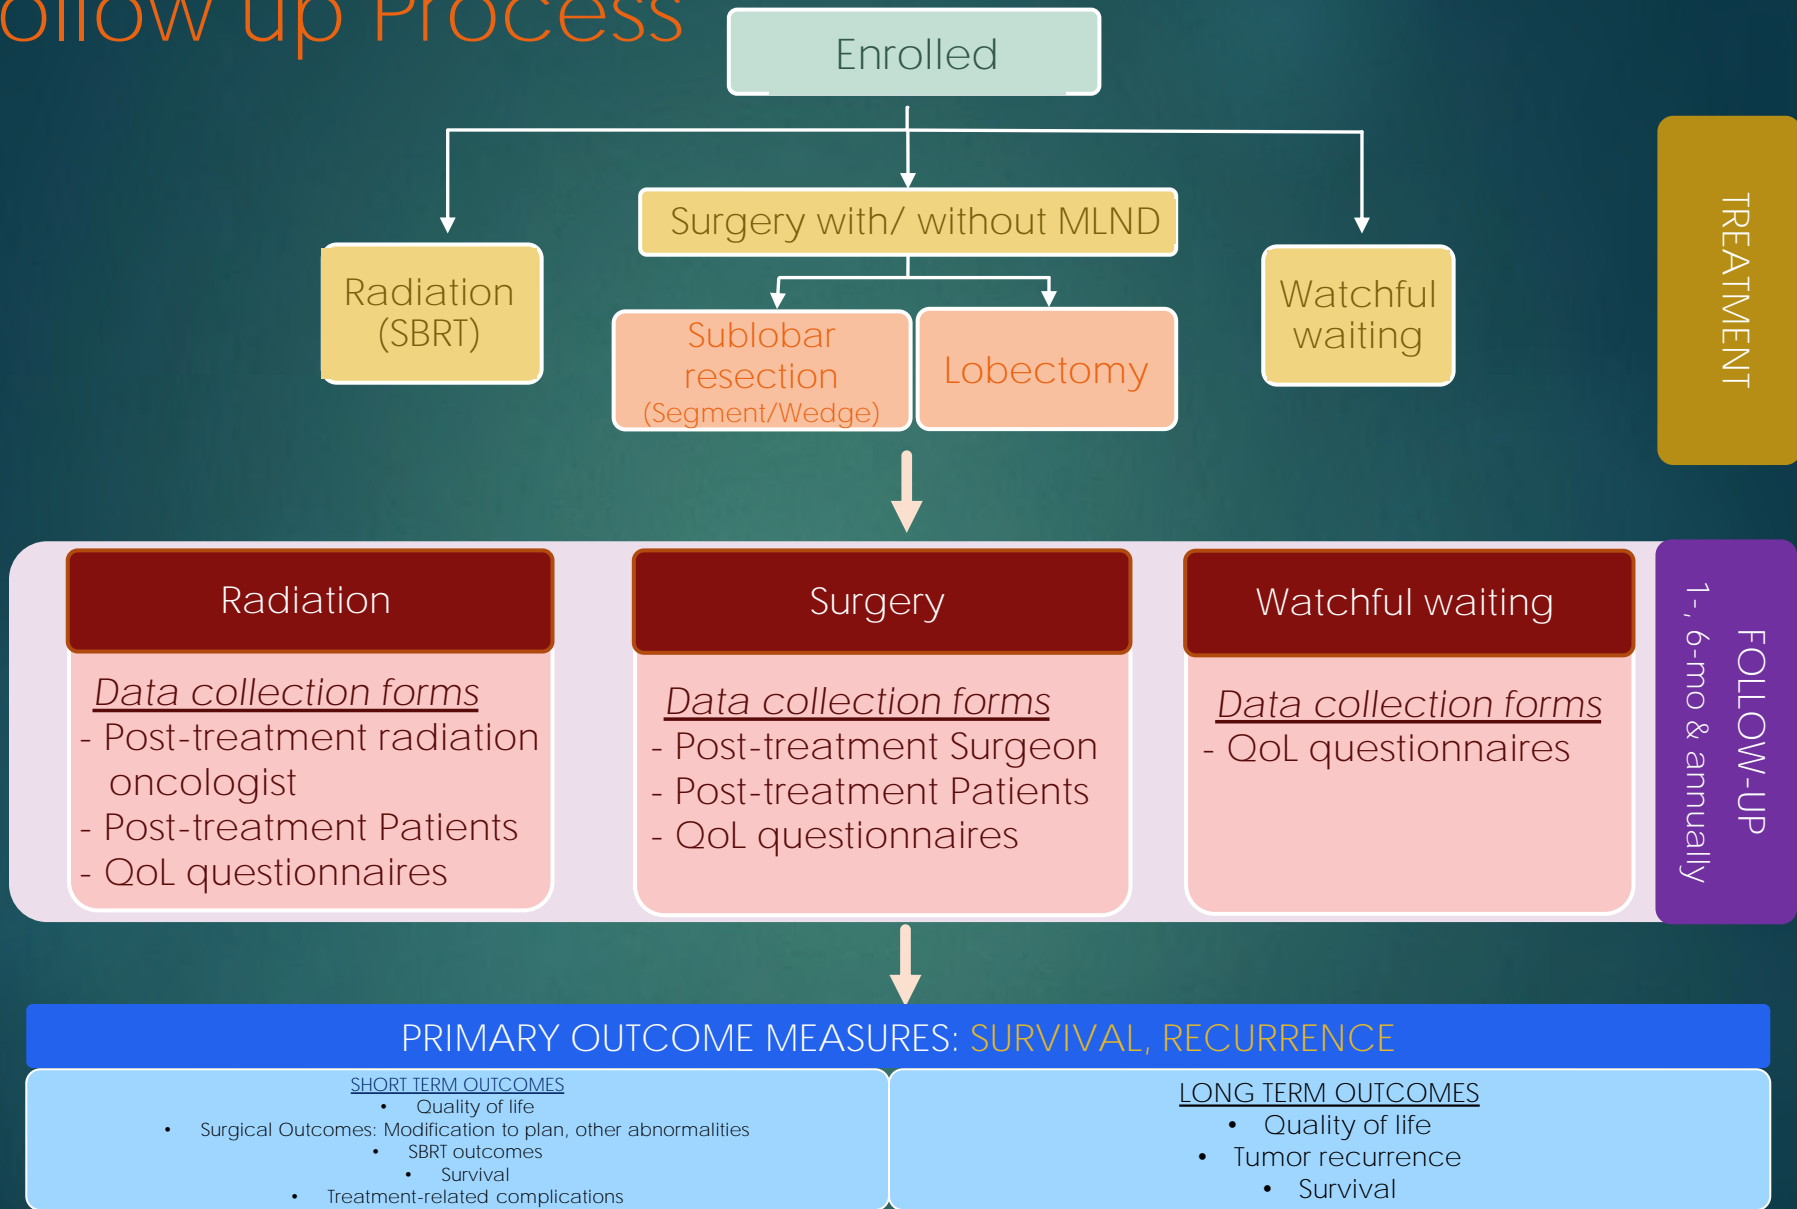 ollow up Process
Enrolled
Surgery with/ without MLND
Radiation
(SBRT)
Sublobar
resection
(Segment/Wedge)
Lobectomy
Watchful
waiting
TREATMENT
Radiation
Data collection forms
- Post-treatment radiation
oncologist
- Post-treatment Patients
- QoL questionnaires
Surgery
Data collection forms
- Post-treatment Surgeon
- Post-treatment Patients
- QoL questionnaires
Watchful waiting
Data collection forms
- QoL questionnaires
FOLLOW-UP
1-, 6-mo & annually
PRIMARY OUTCOME MEASURES: SURVIVAL, RECURRENCE
SHORT TERM OUTCOMES
• Quality of life
• Surgical Outcomes: Modification to plan, other abnormalities
• SBRT outcomes
• Survival
• Treatment-related complications
LONG TERM OUTCOMES
• Quality of life
• Tumor recurrence
• Survival